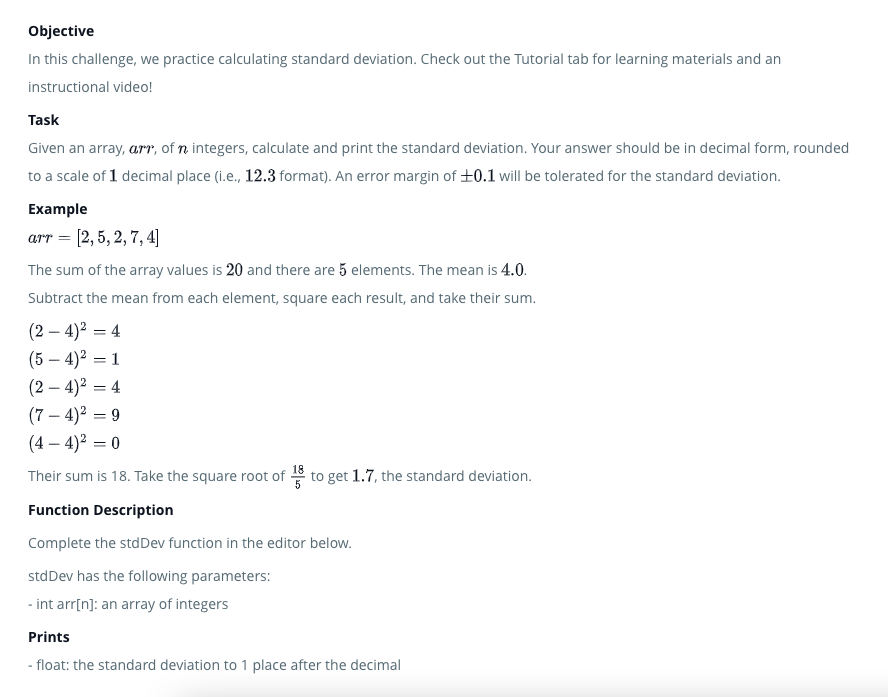 Objective
In this challenge, we practice calculating standard deviation. Check out the Tutorial tab for learning materials and an
instructional video!
Task
Given an array, arr, of n integers, calculate and print the standard deviation. Your answer should be in decimal form, rounded
to a scale of 1 decimal place (i.e., 12.3 format). An error margin of ±0.1 will be tolerated for the standard deviation.
Example
arr = [2, 5, 2, 7, 4]
The sum of the array values is 20 and there are 5 elements. The mean is 4.0.
Subtract the mean from each element, square each result, and take their sum.
(2 − 4)² = 4
(5 − 4)² = 1
(2 − 4)² = 4
(7 − 4)² = 9
(4 − 4)² = 0
Their sum is 18. Take the square root of 18/5 to get 1.7, the standard deviation.
Function Description
Complete the stdDev function in the editor below.
stdDev has the following parameters:
- int arr[n]: an array of integers
Prints
- float: the standard deviation to 1 place after the decimal